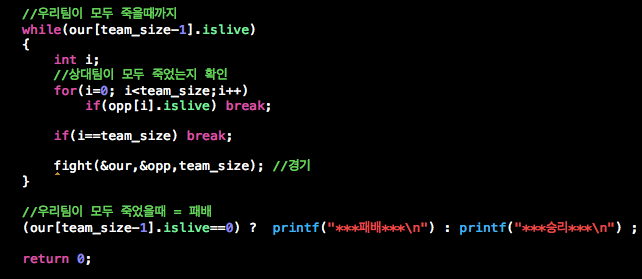 //우리팀이 모두 죽을때까지
while(our[team_size-1].islive)
{
int i;
//상대팀이 모두 죽었는지 확인
for(i=0; i<team_size;i++)
if(opp[i].islive) break;
if(i==team_size) break;
fight(&our,&opp,team_size); //경기
}
//우리팀이 모두 죽었을때 = 패배
(our[team_size-1].islive==0) ?  printf("***패배***\n") : printf("***승리***\n") ;
return 0;